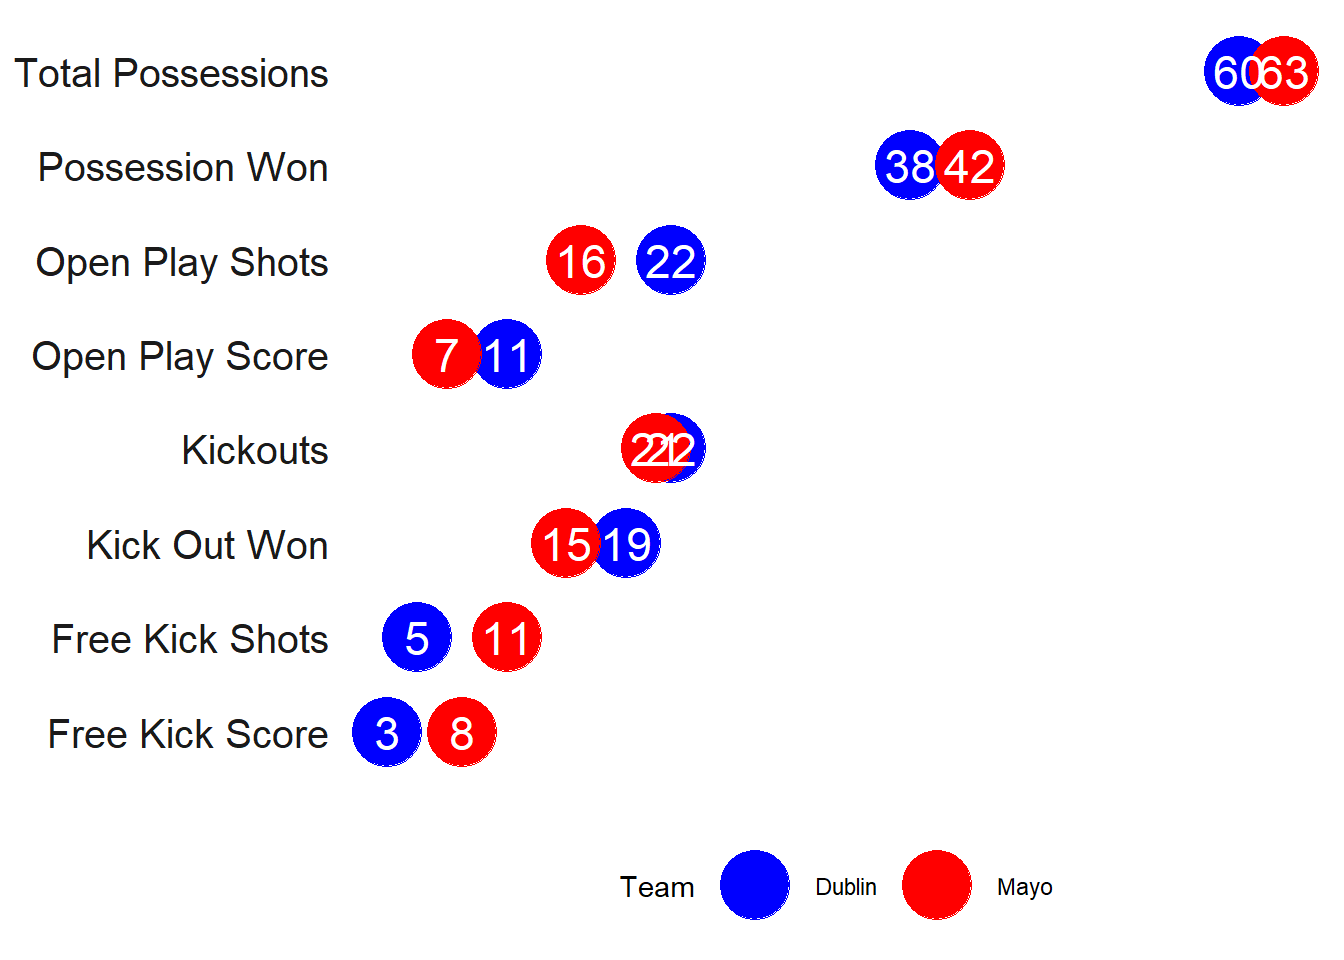 Total Possessions 60 63
Possession Won 38 42
Open Play Shots 16 22
Open Play Score 7 11
Kickouts 21 22
Kick Out Won 15 19
Free Kick Shots 5 11
Free Kick Score 3 8
Team Dublin Mayo